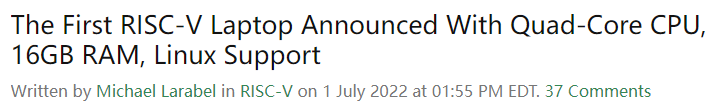 The First RISC-V Laptop Announced With Quad-Core CPU,
16GB RAM, Linux Support
Written by Michael Larabel in RISC-V on 1 July 2022 at 01:55 PM EDT. 37 Comments